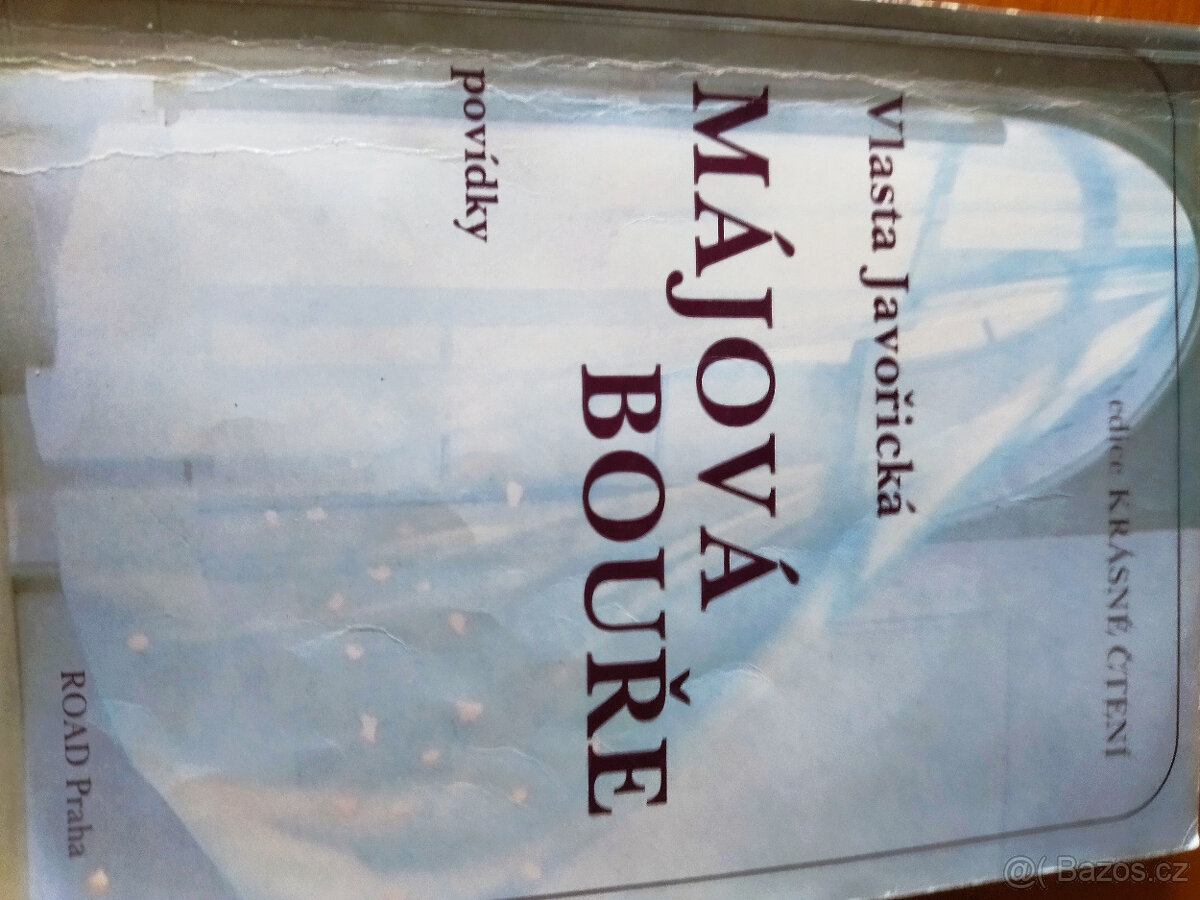 edice KRÁSNÉ ČTENÍ
Vlasta Javořická
MÁJOVÁ
BOUŘE
povídky
ROAD Praha
@( Bazos.cz